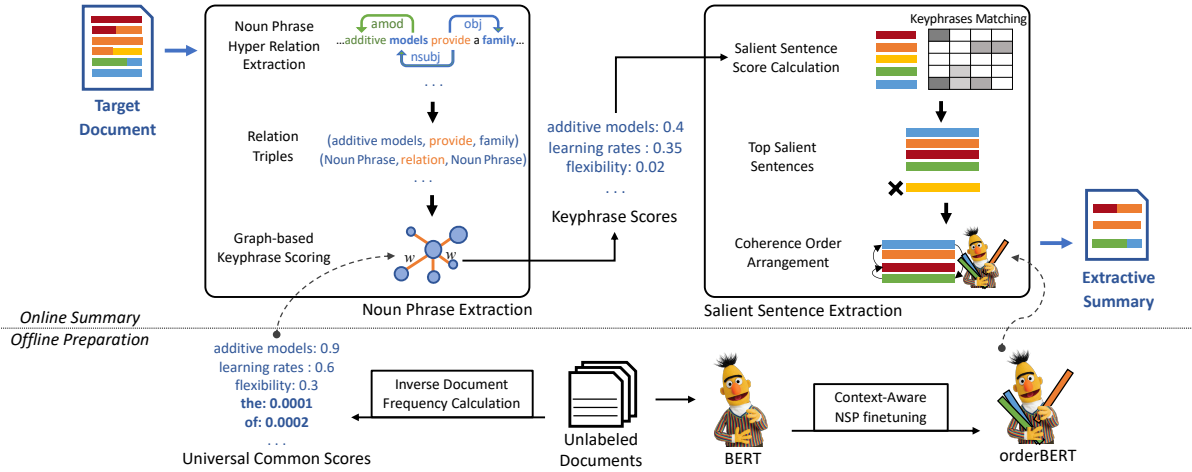 Target
Document
Noun Phrase
Hyper Relation
Extraction
amod
obj
...additive models provide a family...
nsubj
...
Relation
Triples
(additive models, provide, family)
(Noun Phrase, relation, Noun Phrase)
...
Graph-based
Keyphrase Scoring
w
w
Noun Phrase Extraction
additive models: 0.4
learning rates : 0.35
flexibility: 0.02
...
Keyphrase Scores
Keyphrases Matching
Salient Sentence
Score Calculation
Top Salient
Sentences
Coherence Order
Arrangement
Salient Sentence Extraction
Extractive
Summary
Online Summary
Offline Preparation
additive models: 0.9
learning rates : 0.6
flexibility: 0.3
the: 0.0001
of: 0.0002
...
Universal Common Scores
Inverse Document
Frequency Calculation
Unlabeled
Documents
BERT
Context-Aware
NSP finetuning
orderBERT